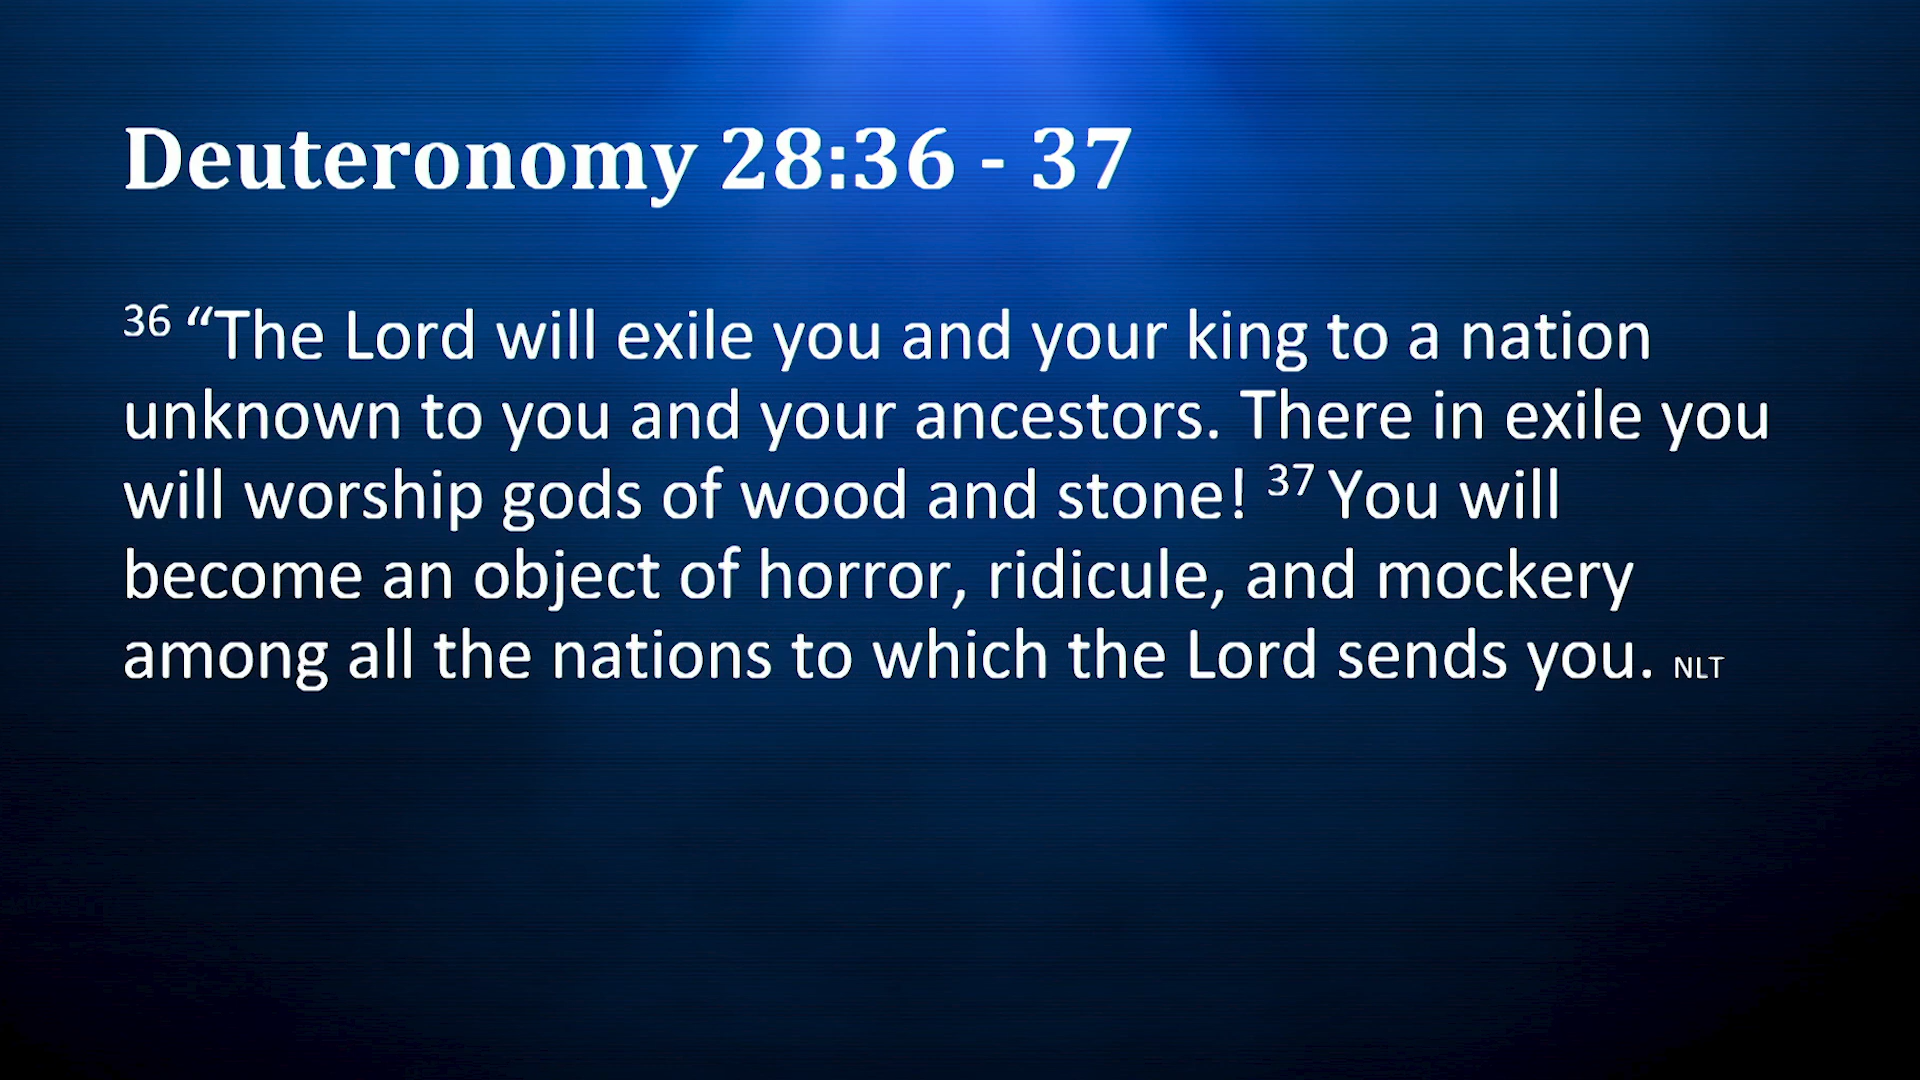 Deuteronomy 28:36 - 37
36 “The Lord will exile you and your king to a nation
unknown to you and your ancestors. There in exile you
will worship gods of wood and stone! 37 You will
become an object of horror, ridicule, and mockery
among all the nations to which the Lord sends you. NLT